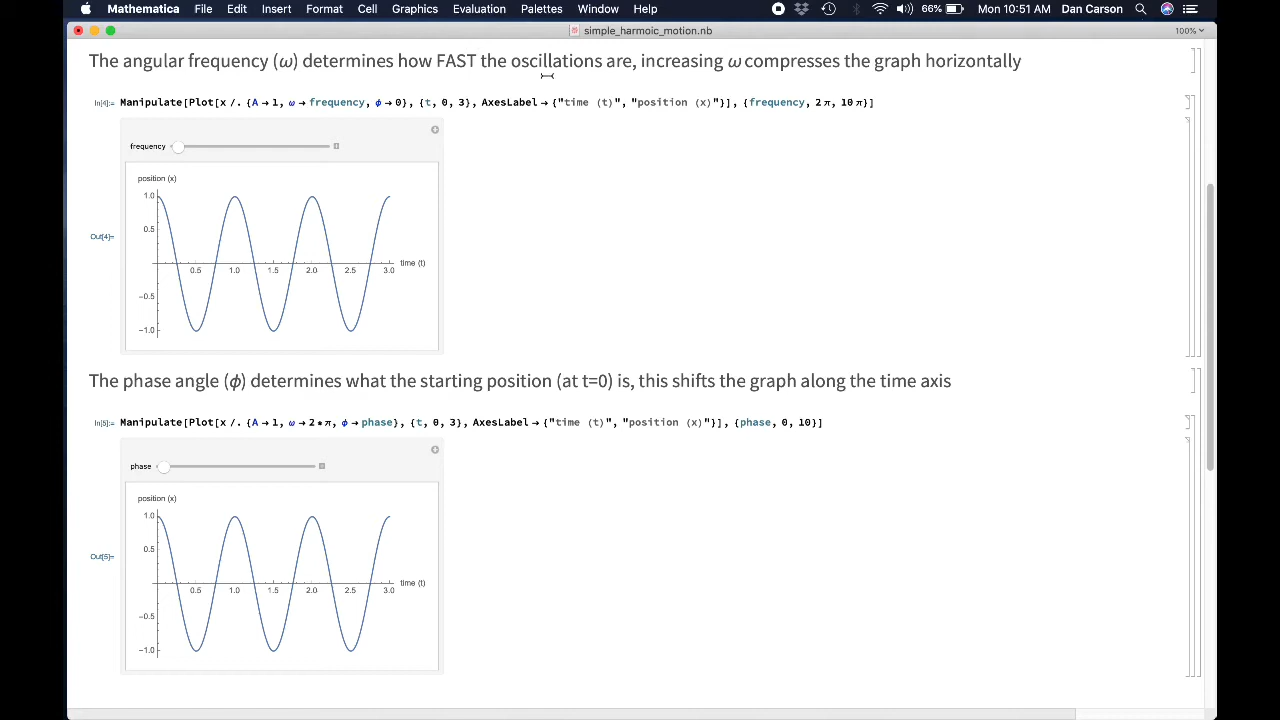 Mathematica File Edit Insert Format Cell Graphics Evaluation Palettes Window Help 66% Mon 10:51 AM Dan Carson
simple_harmoic_motion.nb 100%
The angular frequency (ω) determines how FAST the oscillations are, increasing ω compresses the graph horizontally
In[4]:= Manipulate[Plot[x /. {A → 1, ω → frequency, ϕ → 0}, {t, 0, 3}, AxesLabel → {"time (t)", "position (x)"}], {frequency, 2 π, 10 π}]
frequency
position (x)
1.0
0.5
Out[4]=
time (t)
0.5 1.0 1.5 2.0 2.5 3.0
-0.5
-1.0
The phase angle (ϕ) determines what the starting position (at t=0) is, this shifts the graph along the time axis
In[5]:= Manipulate[Plot[x /. {A → 1, ω → 2 * π, ϕ → phase}, {t, 0, 3}, AxesLabel → {"time (t)", "position (x)"}], {phase, 0, 10}]
phase
position (x)
1.0
0.5
Out[5]=
time (t)
0.5 1.0 1.5 2.0 2.5 3.0
-0.5
-1.0